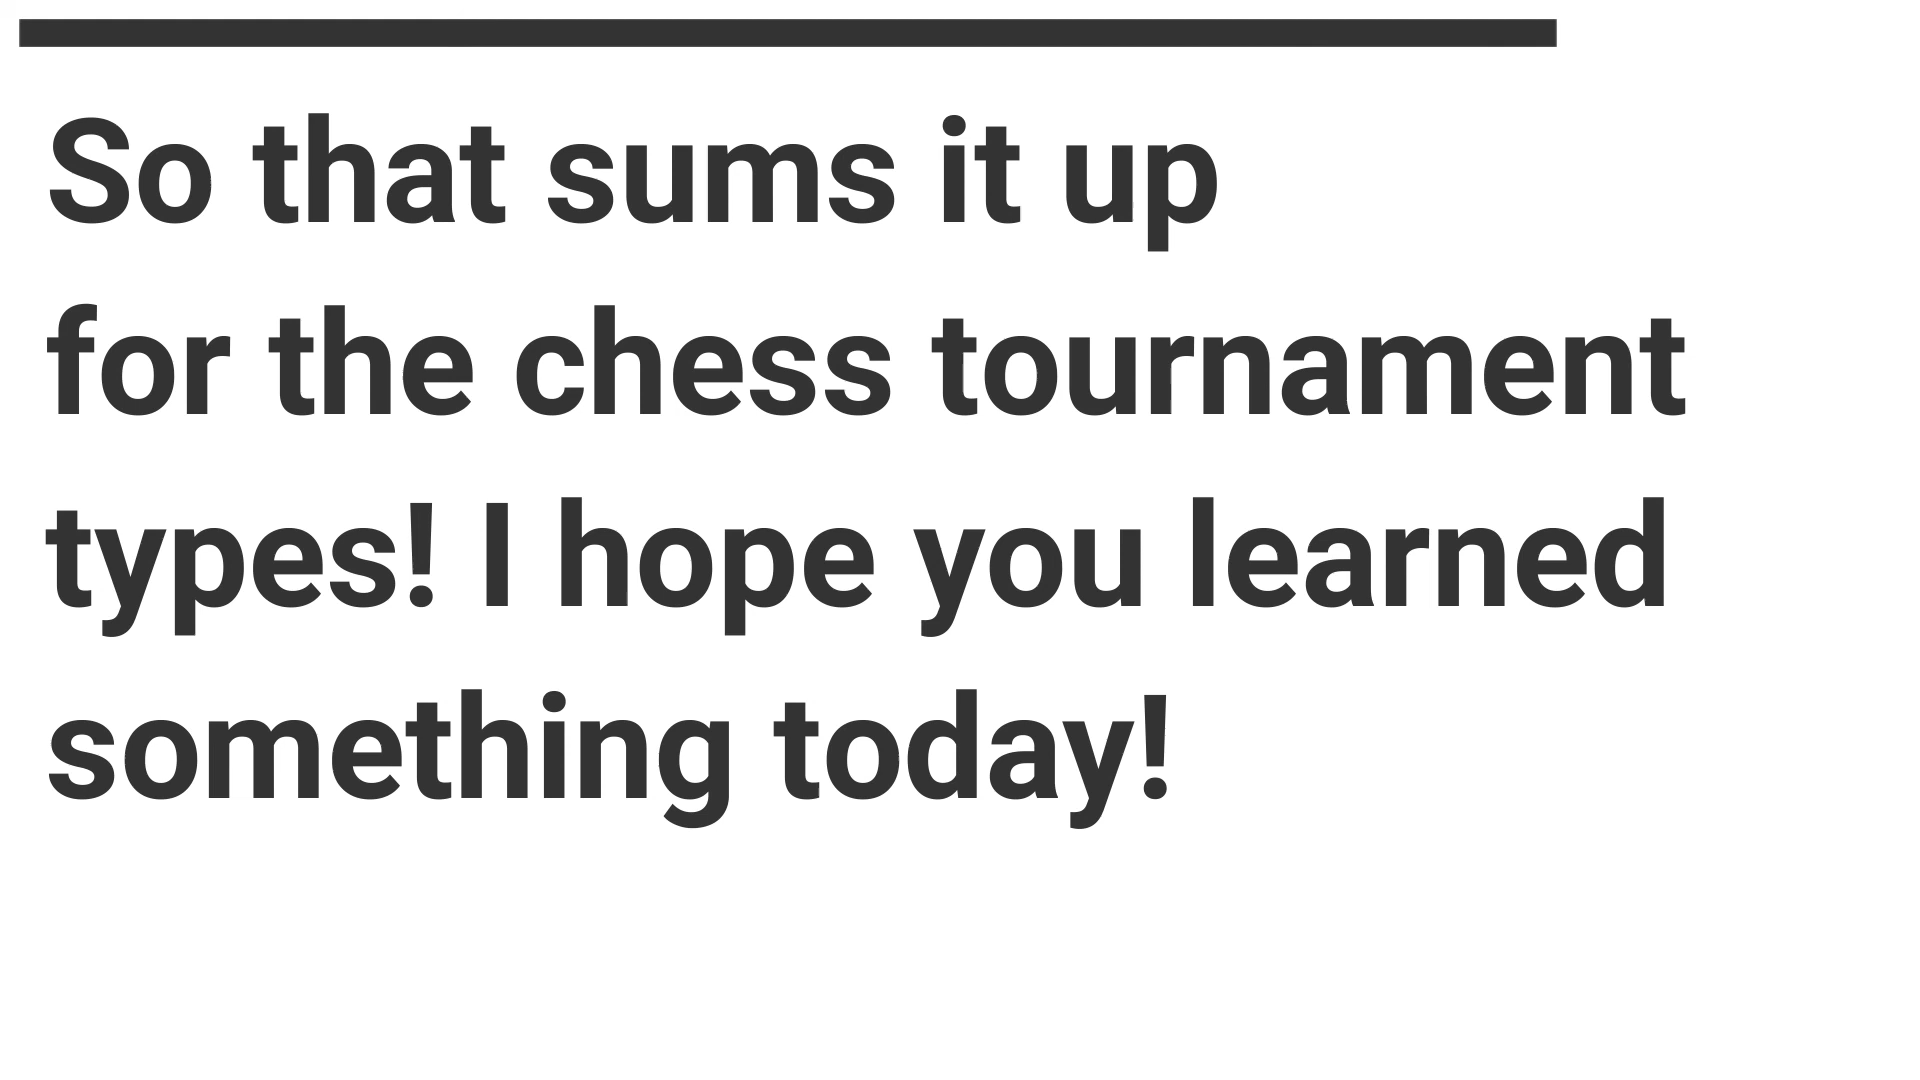 So that sums it up
for the chess tournament
types! I hope you learned
something today!